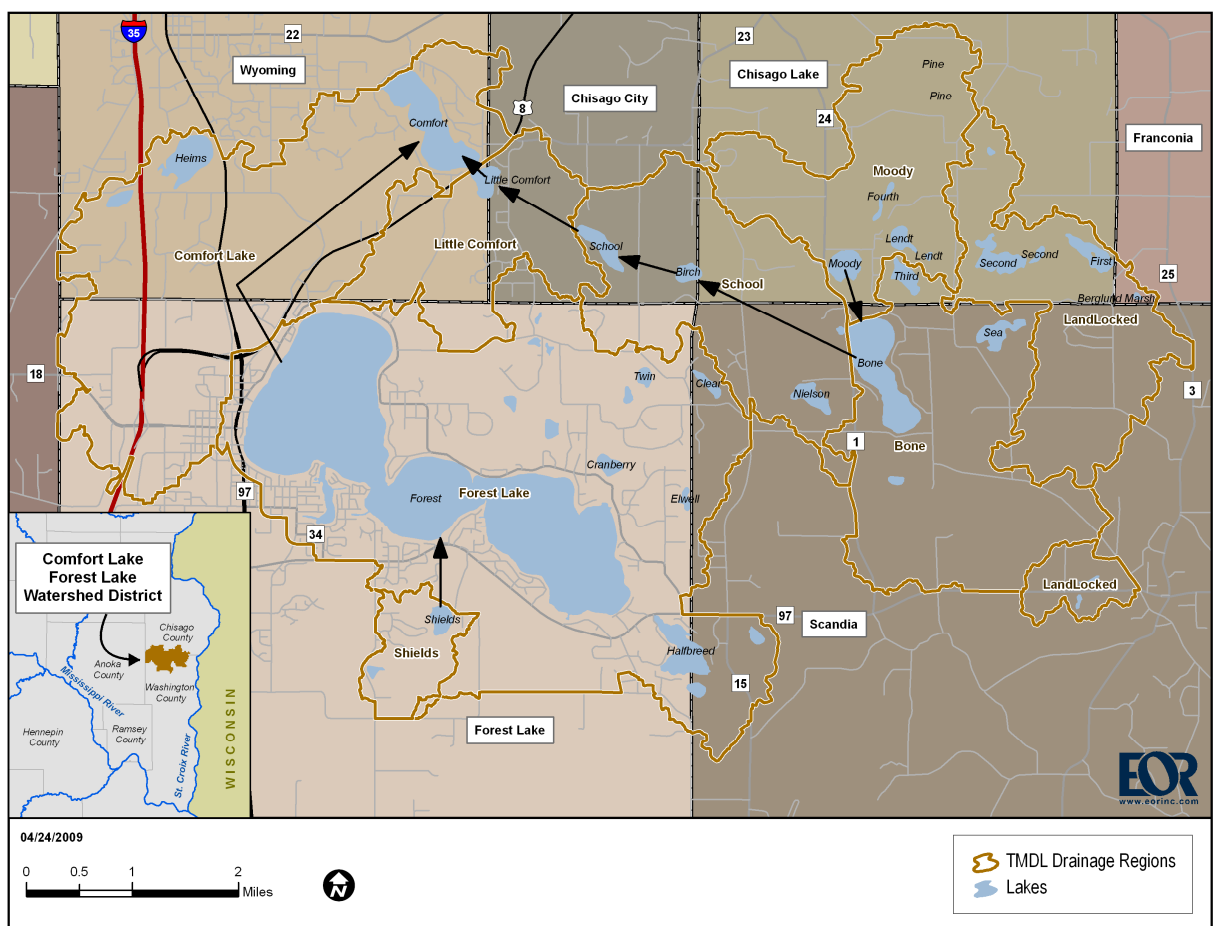 35
22
Wyoming
8
Chisago City
23
Chisago Lake
24
Pine
Pine
Franconia
Comfort
Heims
Little Comfort
Moody
Fourth
Comfort Lake
Little Comfort
School
Birch
School
Moody
Lendt
Lendt
Third
Second
Second
First
25
Berglund Marsh
LandLocked
Sea
18
Bone
3
Twin
Clear
Nielson
1
Bone
Cranberry
97
Forest
Forest Lake
Elwell
34
LandLocked
Shields
97
Scandia
Shields
Halfbreed
15
Forest Lake
Comfort Lake
Forest Lake
Watershed District
Chisago
County
Anoka
County
Washington
County
Mississippi River
Ramsey
County
Hennepin
County
St. Croix River
WISCONSIN
EOR
www.eorinc.com
04/24/2009
0 0.5 1 2
Miles
N
TMDL Drainage Regions
Lakes